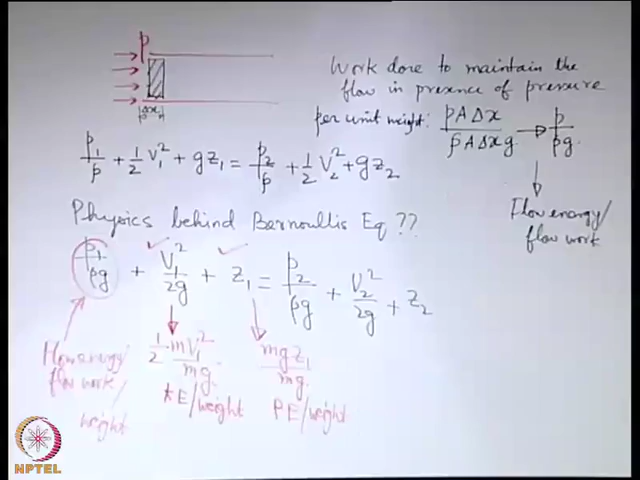 p
Δx
Work done to maintain the
flow in presence of pressure
per unit weight: pAΔx / ρAΔxg → p/ρg
Flow energy/
flow work
p₁/ρ + 1/2 V₁² + gz₁ = p₂/ρ + 1/2 V₂² + gz₂
Physics behind Bernoullis Eq ??
p₁/ρg + V₁²/2g + z₁ = p₂/ρg + V₂²/2g + z₂
Flow energy/
flow work/
weight
1/2 mV₁²/mg
KE/weight
mgz₁/mg
PE/weight
NPTEL